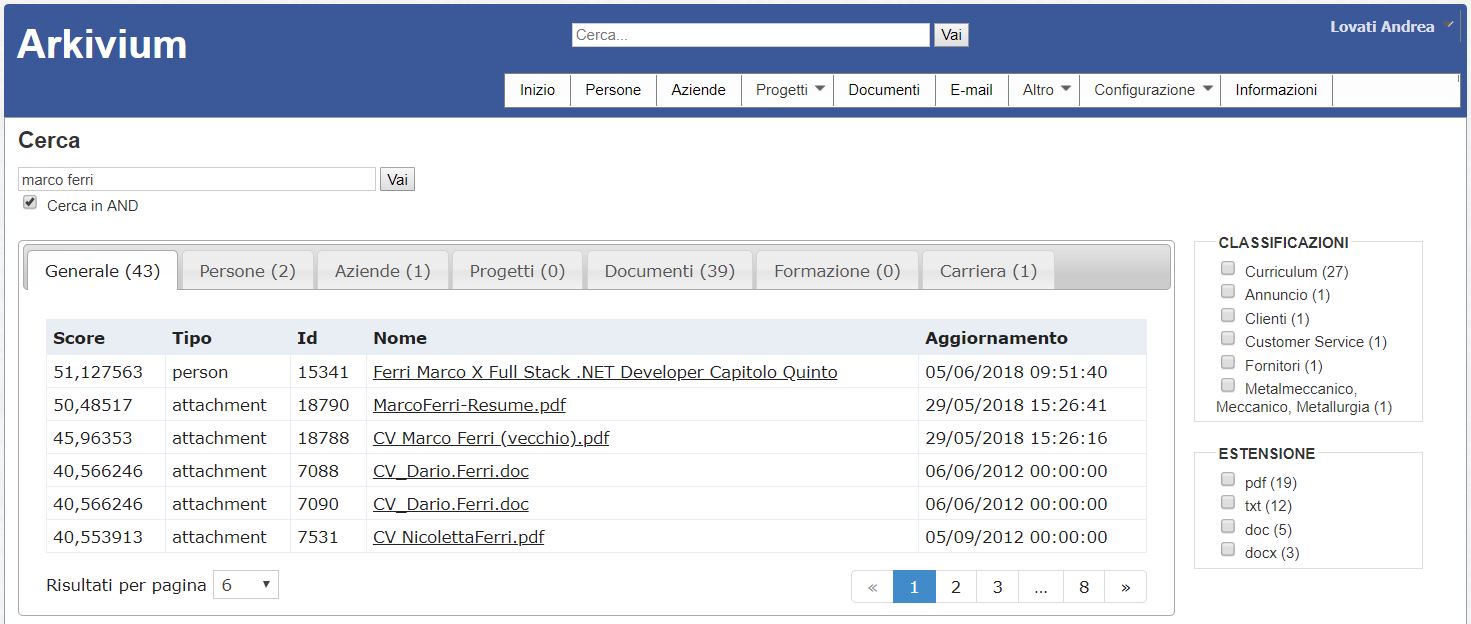 Arkivium
Cerca...
Vai
Lovati Andrea
Inizio Persone Aziende Progetti Documenti E-mail Altro Configurazione Informazioni
Cerca
marco ferri
Vai
Cerca in AND
Generale (43) Persone (2) Aziende (1) Progetti (0) Documenti (39) Formazione (0) Carriera (1)
Score Tipo Id Nome Aggiornamento
51,127563 person 15341 Ferri Marco X Full Stack .NET Developer Capitolo Quinto 05/06/2018 09:51:40
50,48517 attachment 18790 MarcoFerri-Resume.pdf 29/05/2018 15:26:41
45,96353 attachment 18788 CV Marco Ferri (vecchio).pdf 29/05/2018 15:26:16
40,566246 attachment 7088 CV_Dario.Ferri.doc 06/06/2012 00:00:00
40,566246 attachment 7090 CV_Dario.Ferri.doc 06/06/2012 00:00:00
40,553913 attachment 7531 CV NicolettaFerri.pdf 05/09/2012 00:00:00
Risultati per pagina 6
« 1 2 3 ... 8 »
CLASSIFICAZIONI
Curriculum (27)
Annuncio (1)
Clienti (1)
Customer Service (1)
Fornitori (1)
Metalmeccanico,
Meccanico, Metallurgia (1)
ESTENSIONE
pdf (19)
txt (12)
doc (5)
docx (3)